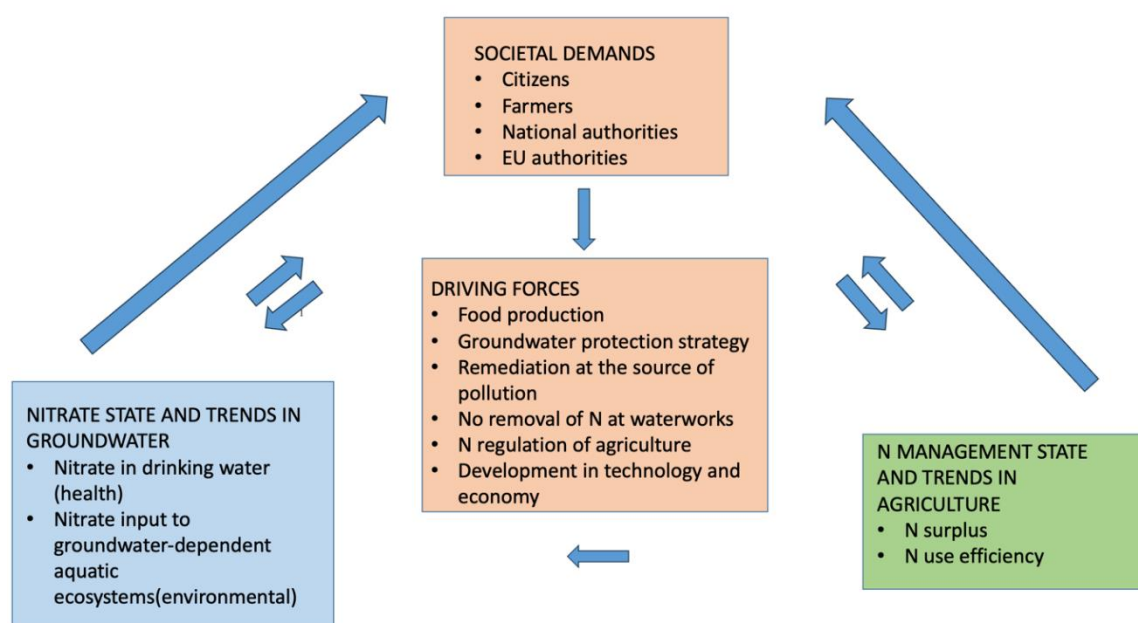 SOCIETAL DEMANDS
• Citizens
• Farmers
• National authorities
• EU authorities
DRIVING FORCES
• Food production
• Groundwater protection strategy
• Remediation at the source of
pollution
• No removal of N at waterworks
• N regulation of agriculture
• Development in technology and
economy
NITRATE STATE AND TRENDS IN
GROUNDWATER
• Nitrate in drinking water
(health)
• Nitrate input to
groundwater-dependent
aquatic
ecosystems(environmental)
N MANAGEMENT STATE
AND TRENDS IN
AGRICULTURE
• N surplus
• N use efficiency